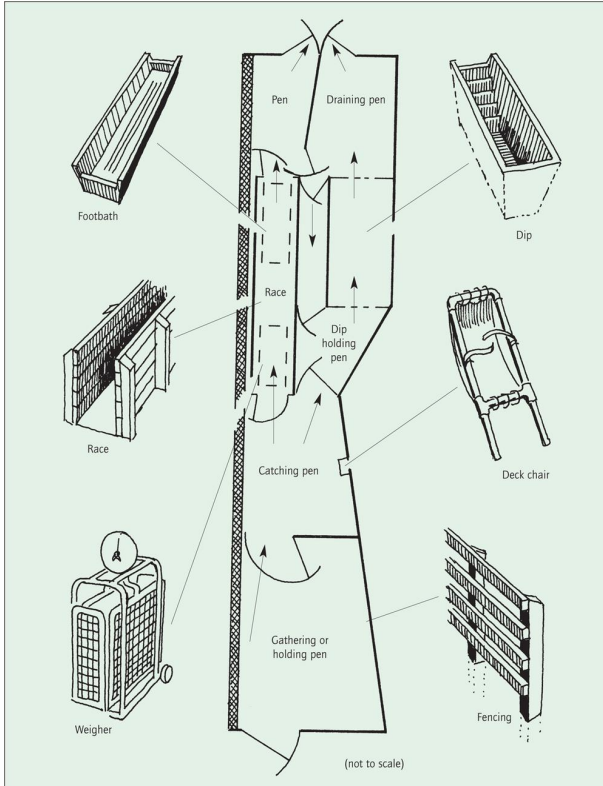 Pen
Draining pen
Footbath
Dip
Race
Dip
holding
pen
Race
Catching pen
Deck chair
Gathering or
holding pen
Weigher
Fencing
(not to scale)